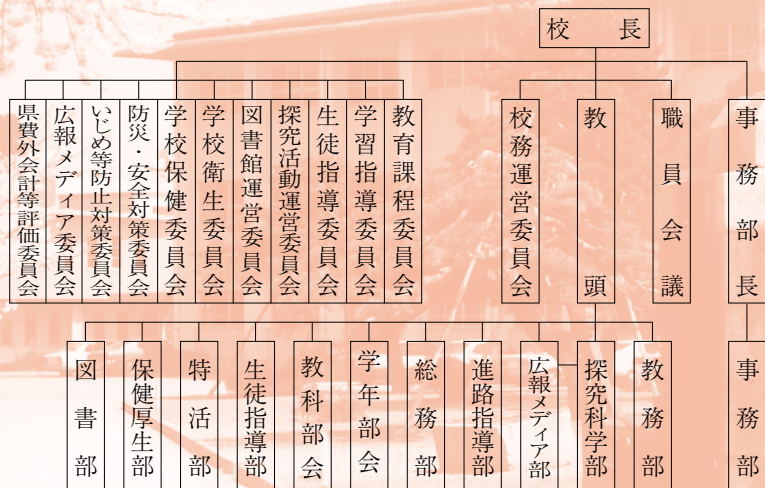 校長
事務部長
職員会議
教頭
校務運営委員会
教育課程委員会
学習指導委員会
生徒指導委員会
探究活動運営委員会
図書館運営委員会
学校衛生委員会
学校保健委員会
防災・安全対策委員会
いじめ等防止対策委員会
広報メディア委員会
県費外会計等評価委員会
事務部
教務部
探究科学部
広報メディア部
進路指導部
総務部
学年部会
教科部会
生徒指導部
特活部
保健厚生部
図書部